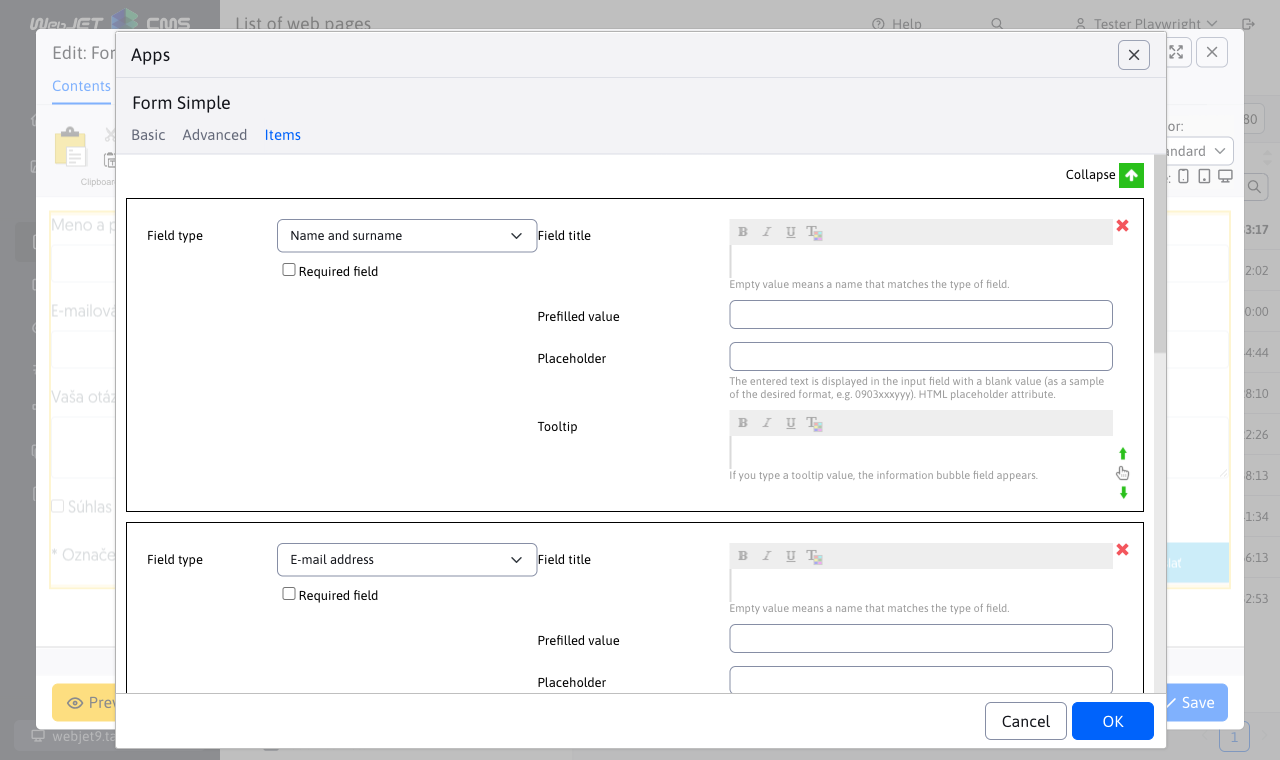 WebJET CMS
List of web pages
Help
Tester Playwright
Edit: For
Apps
Form Simple
Contents
Basic Advanced Items
or:
80
ndard
Clipboar
Collapse
Meno a p
Field type
Name and surname
Field title
B I U T
3:17
Required field
2:02
Empty value means a name that matches the type of field.
E-mailová
Prefilled value
0:00
Placeholder
4:44
The entered text is displayed in the input field with a blank value (as a sample
of the desired format, e.g. 0903xxxyyy). HTML placeholder attribute.
Vaša otáz
8:10
Tooltip
B I U T
2:26
If you type a tooltip value, the information bubble field appears.
8:13
Súhlas
1:34
* Označe
Field type
E-mail address
Field title
B I U T
6:13
lať
Required field
2:53
Empty value means a name that matches the type of field.
Prefilled value
Placeholder
Prev
Save
Cancel
OK
webjet9.ta
1